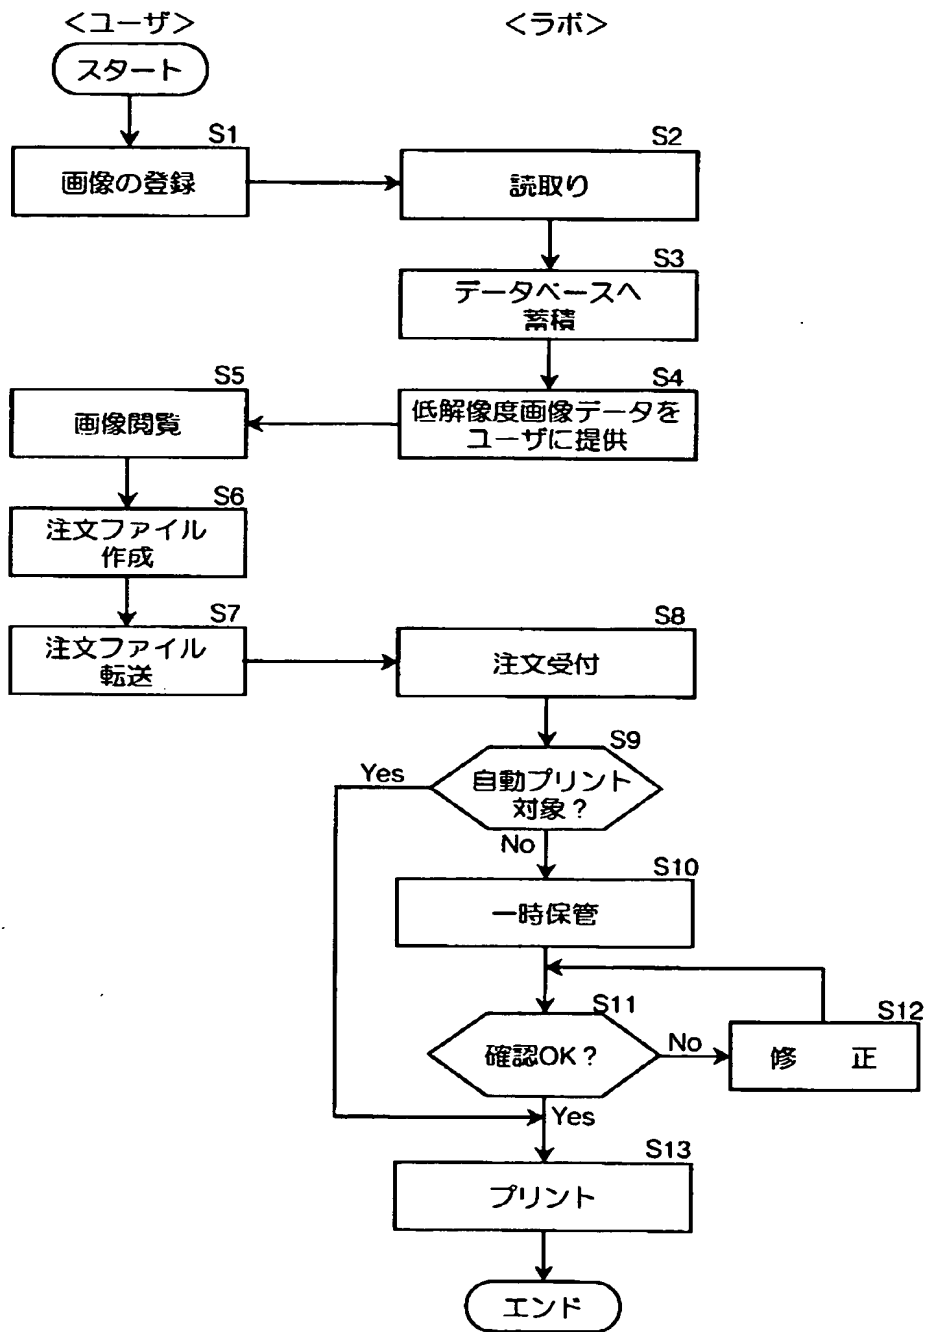 ＜ユーザ＞
＜ラボ＞
スタート
S1
画像の登録
S2
読取り
S3
データベースへ
蓄積
S4
低解像度画像データを
ユーザに提供
S5
画像閲覧
S6
注文ファイル
作成
S7
注文ファイル
転送
S8
注文受付
S9
自動プリント
対象？
Yes
No
S10
一時保管
S11
確認OK？
No
S12
修　正
Yes
S13
プリント
エンド